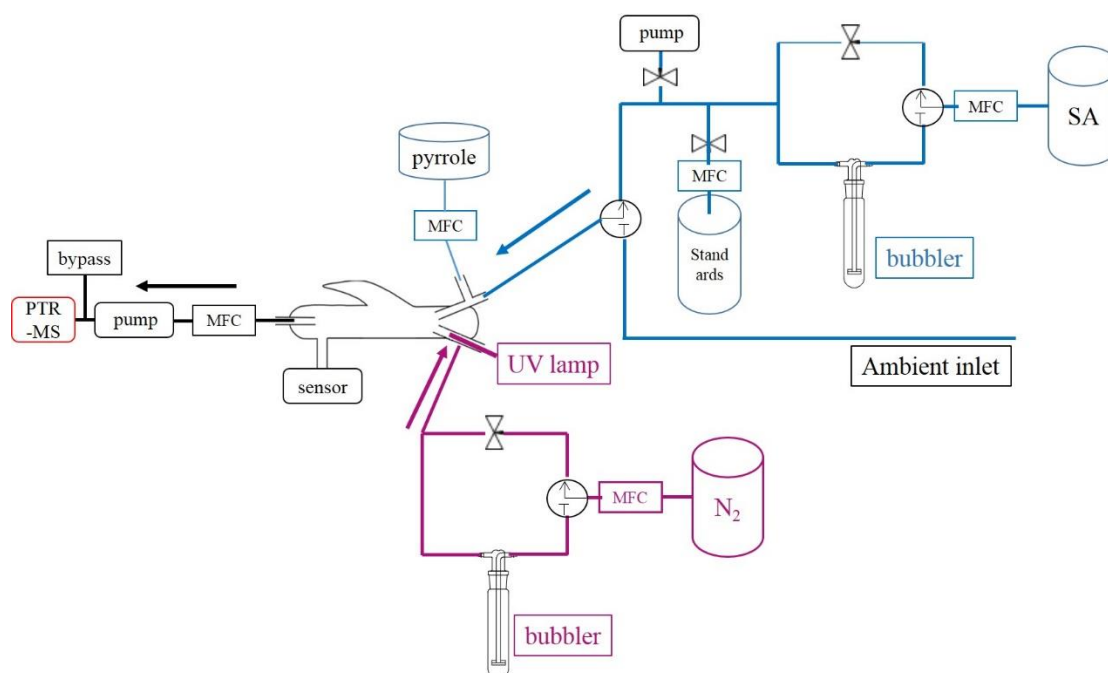 pump
MFC
SA
pyrrole
MFC
MFC
Stand
ards
bubbler
bypass
PTR
-MS
pump
MFC
sensor
UV lamp
Ambient inlet
MFC
N₂
bubbler